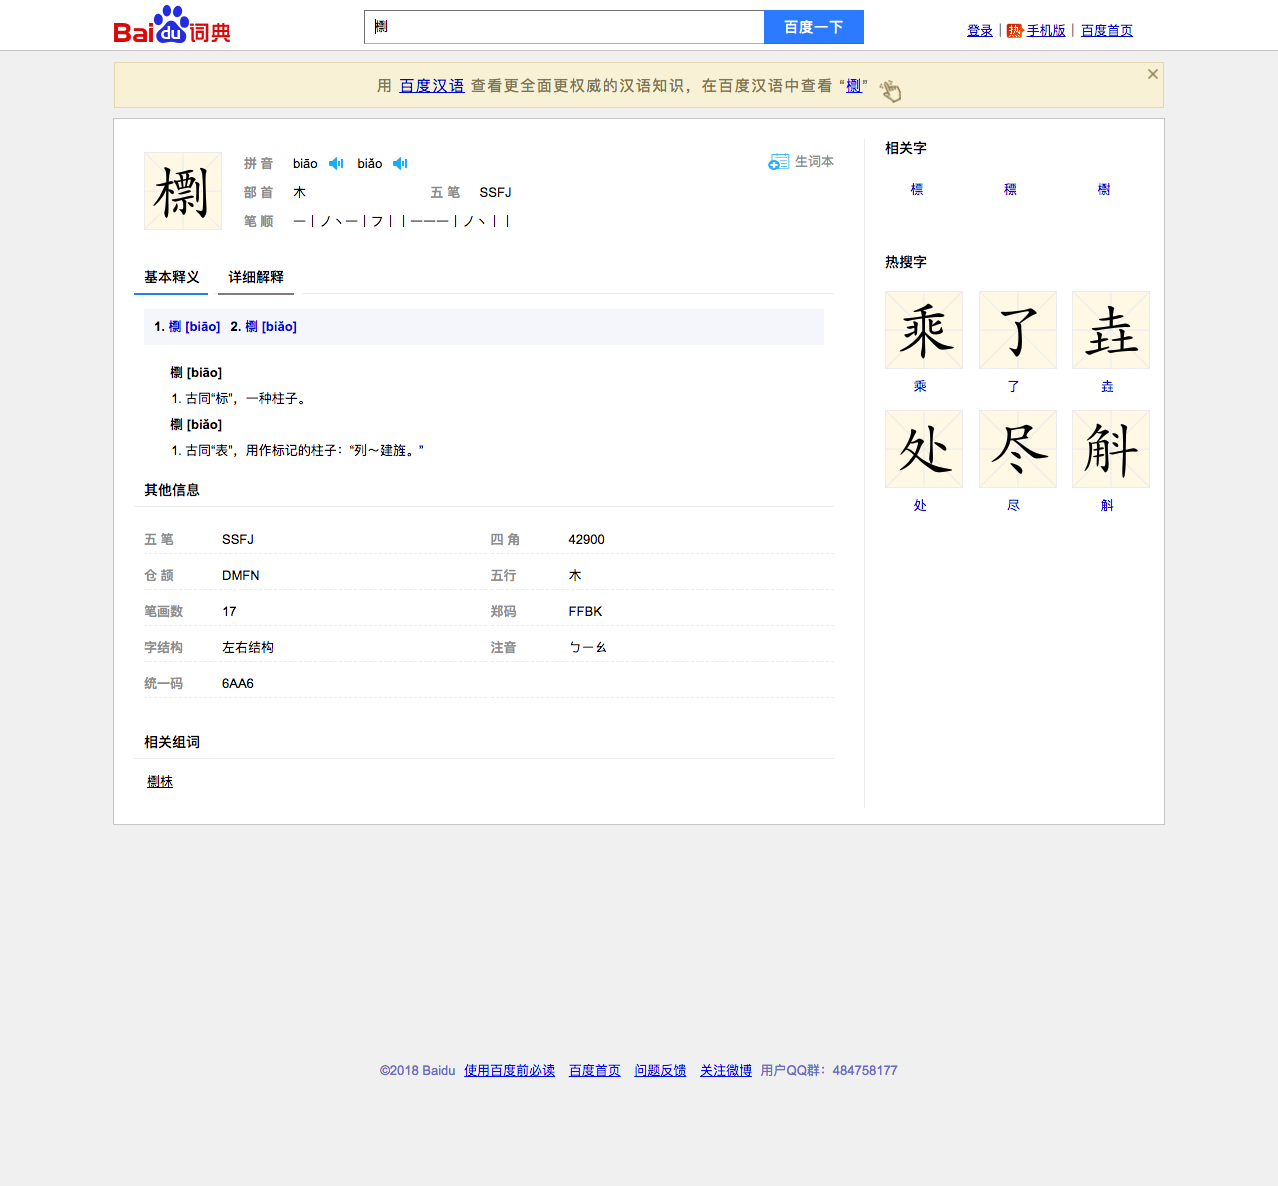 Baidu词典
檦
百度一下
登录 | 热 手机版 | 百度首页
用 百度汉语 查看更全面更权威的汉语知识，在百度汉语中查看 “檦”
檦
拼 音 biāo biǎo
生词本
部 首 木 五 笔 SSFJ
笔 顺 一丨ノ丶一丨フ丨丨一一一丨ノ丶丨丨
基本释义 详细解释
1. 檦 [biāo] 2. 檦 [biǎo]
檦 [biāo]
1. 古同“标”，一种柱子。
檦 [biǎo]
1. 古同“表”，用作标记的柱子：“列～建旌。”
其他信息
五 笔 SSFJ 四 角 42900
仓 颉 DMFN 五行 木
笔画数 17 郑码 FFBK
字结构 左右结构 注音 ㄅㄧㄠ
统一码 6AA6
相关组词
檦枺
相关字
标
热搜字
乘 了 垚
乘 了 垚
处 尽 斛
处 尽 斛
©2018 Baidu 使用百度前必读 百度首页 问题反馈 关注微博 用户QQ群：484758177